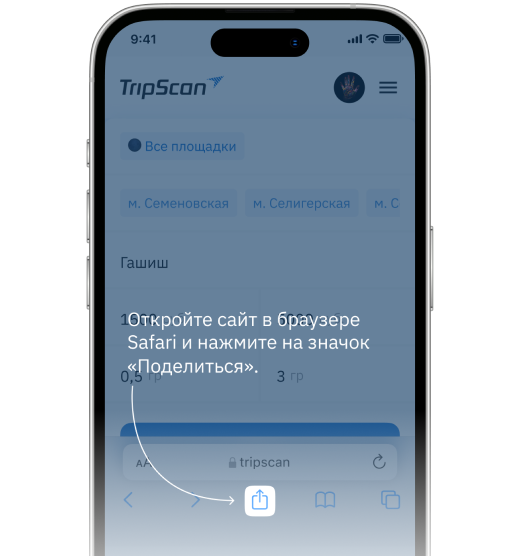 9:41
TrıpScan
Все площадки
м. Семеновская
м. Селигерская
м. С
Гашиш
Откройте сайт в браузере
Safari и нажмите на значок
«Поделиться».
0,5 гр
3 гр
AA
tripscan